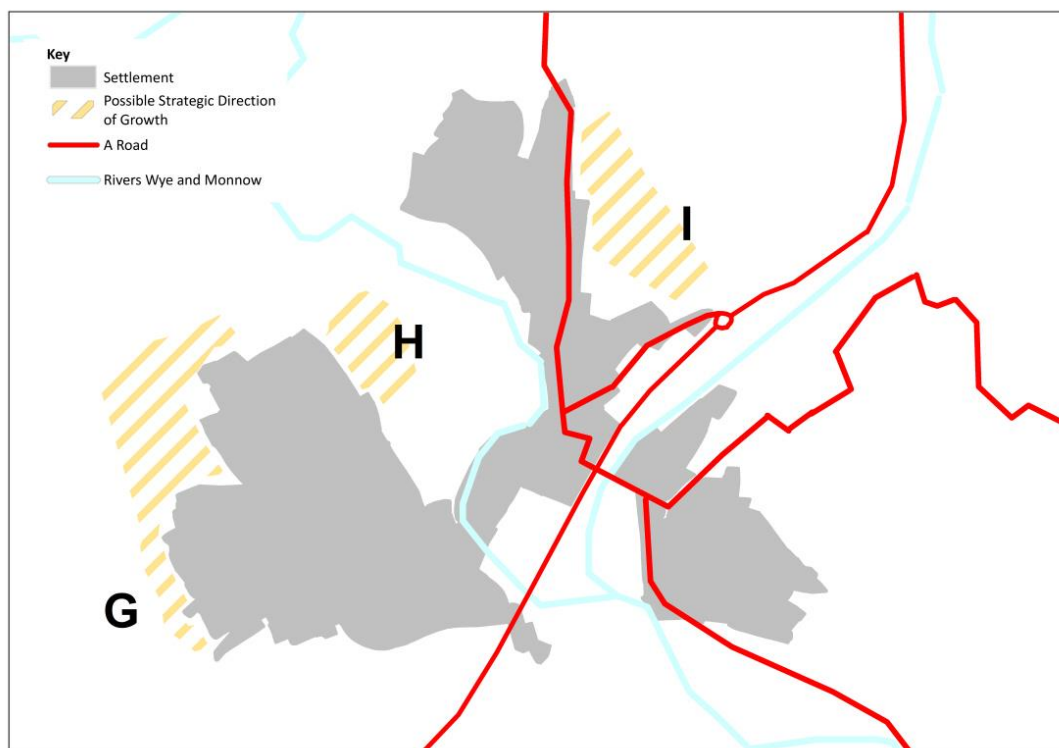 Key
Settlement
Possible Strategic Direction
of Growth
A Road
Rivers Wye and Monnow
I
H
G